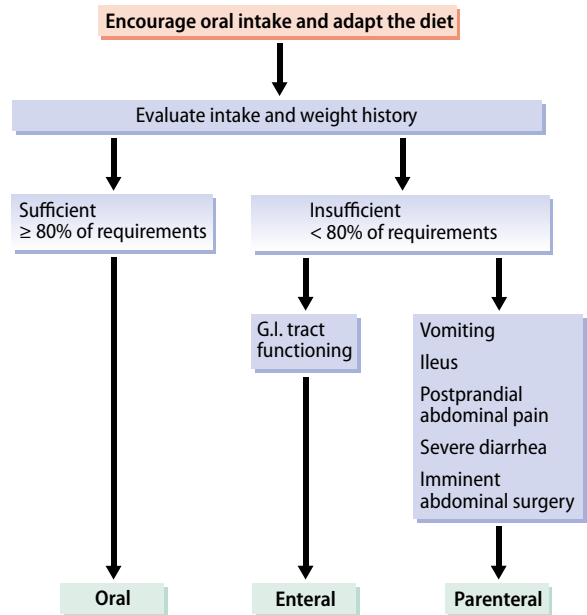 Encourage oral intake and adapt the diet
Evaluate intake and weight history
Sufficient
≥ 80% of requirements
Insufficient
< 80% of requirements
G.I. tract
functioning
Vomiting
Ileus
Postprandial
abdominal pain
Severe diarrhea
Imminent
abdominal surgery
Oral
Enteral
Parenteral